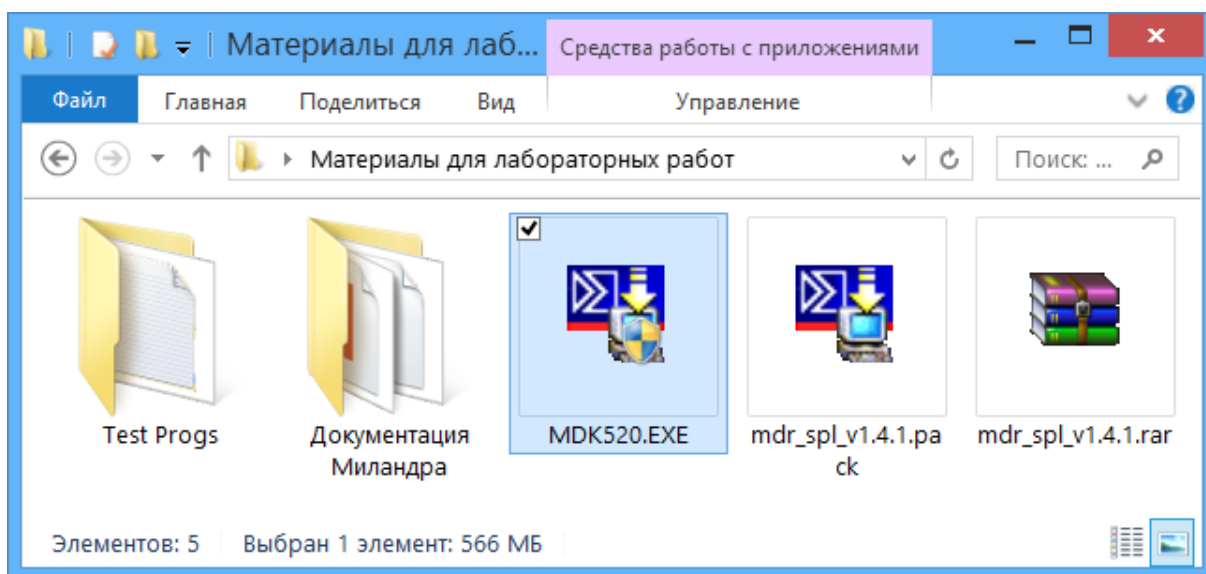 Материалы для лаб...
Средства работы с приложениями
Файл Главная Поделиться Вид Управление
Материалы для лабораторных работ
Поиск: ...
Test Progs
Документация
Миландра
MDK520.EXE
mdr_spl_v1.4.1.pa
ck
mdr_spl_v1.4.1.rar
Элементов: 5 Выбран 1 элемент: 566 МБ